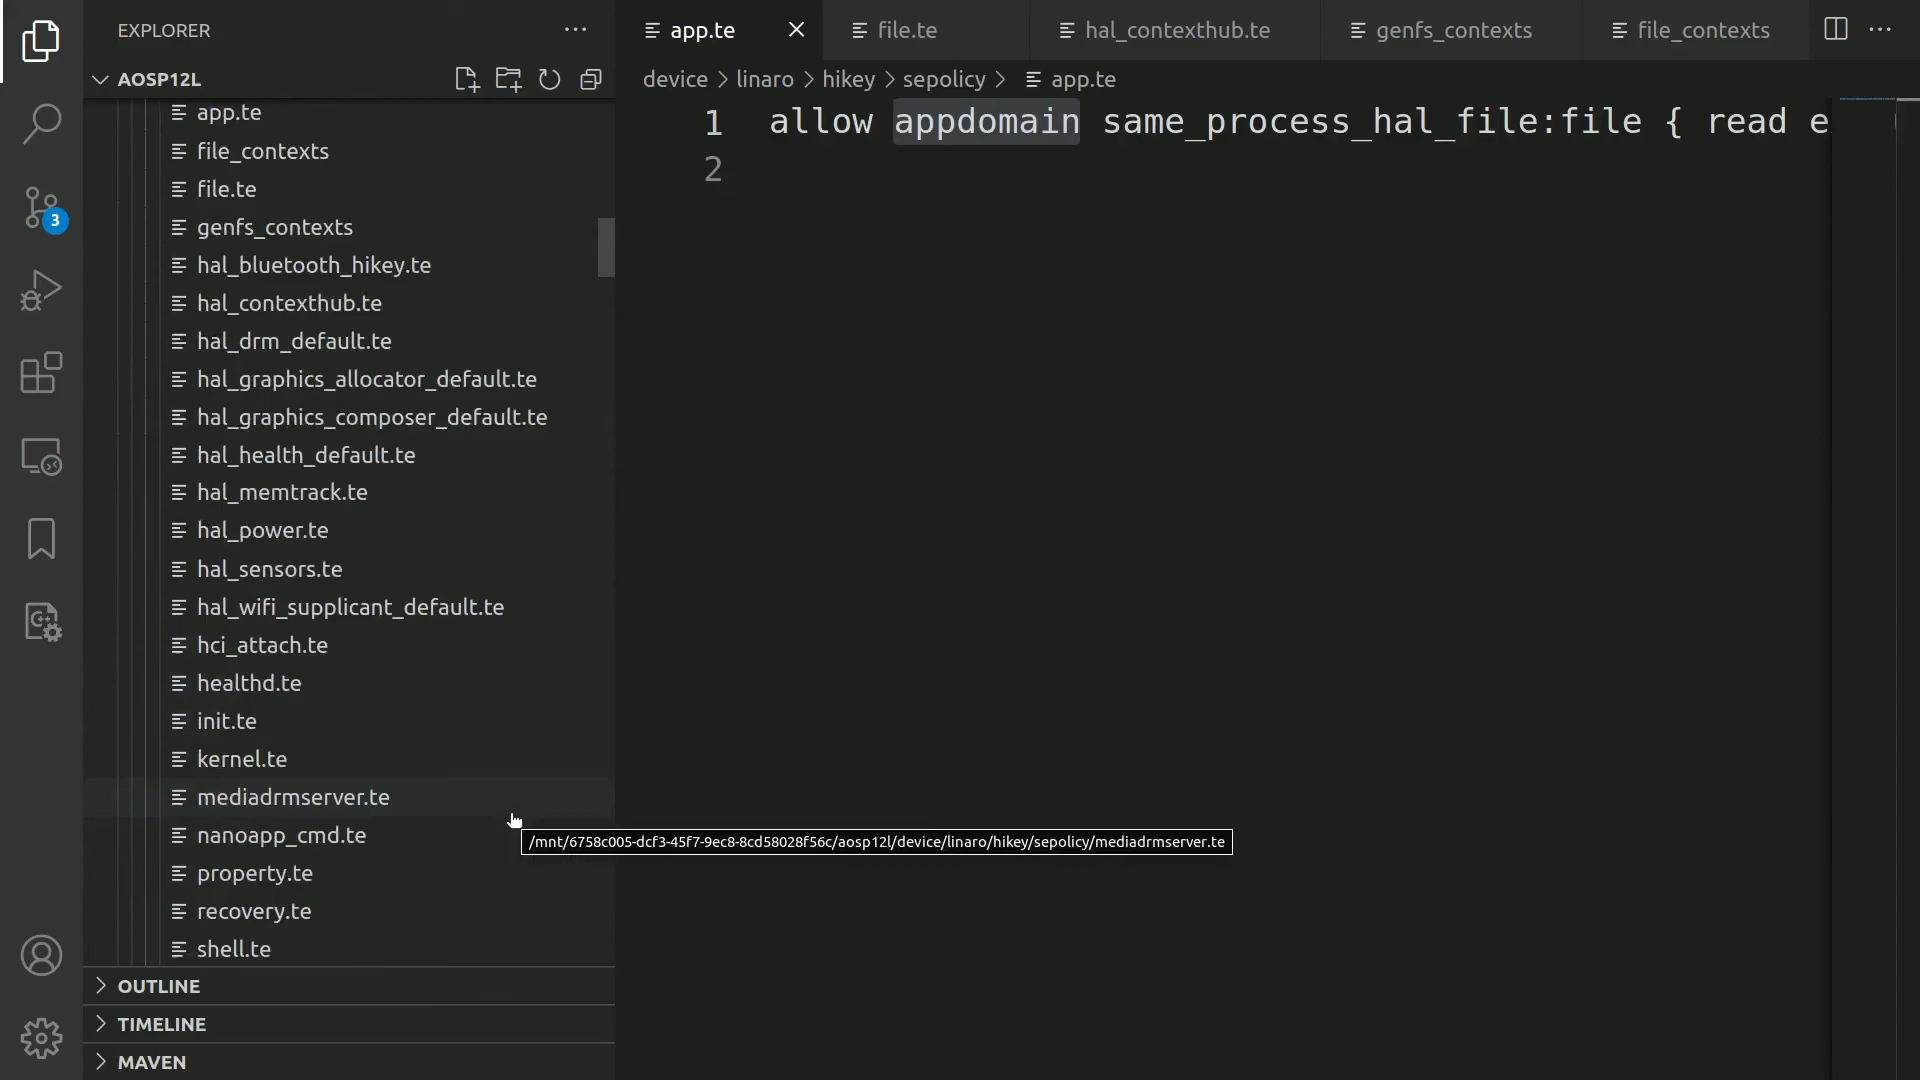 EXPLORER
AOSP12L
app.te
file_contexts
file.te
genfs_contexts
hal_bluetooth_hikey.te
hal_contexthub.te
hal_drm_default.te
hal_graphics_allocator_default.te
hal_graphics_composer_default.te
hal_health_default.te
hal_memtrack.te
hal_power.te
hal_sensors.te
hal_wifi_supplicant_default.te
hci_attach.te
healthd.te
init.te
kernel.te
mediadrmserver.te
nanoapp_cmd.te
property.te
recovery.te
shell.te
OUTLINE
TIMELINE
MAVEN
3
app.te
file.te
hal_contexthub.te
genfs_contexts
file_contexts
device > linaro > hikey > sepolicy > app.te
1 allow appdomain same_process_hal_file:file { read e
2
/mnt/6758c005-dcf3-45f7-9ec8-8cd58028f56c/aosp12l/device/linaro/hikey/sepolicy/mediadrmserver.te